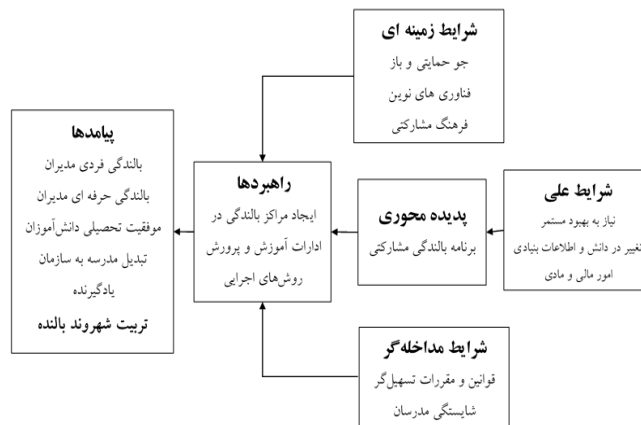 شرایط زمینه ای
جو حمایتی و باز
فناوری های نوین
فرهنگ مشارکتی
شرایط علی
نیاز به بهبود مستمر
تغییر در دانش و اطلاعات بنیادی
امور مالی و مادی
پدیده محوری
برنامه بالندگی مشارکتی
راهبردها
ایجاد مراکز بالندگی در
ادارات آموزش و پرورش
روش‌های اجرایی
پیامدها
بالندگی فردی مدیران
بالندگی حرفه ای مدیران
موفقیت تحصیلی دانش‌آموزان
تبدیل مدرسه به سازمان
یادگیرنده
تربیت شهروند بالنده
شرایط مداخله‌گر
قوانین و مقررات تسهیل‌گر
شایستگی مدرسان